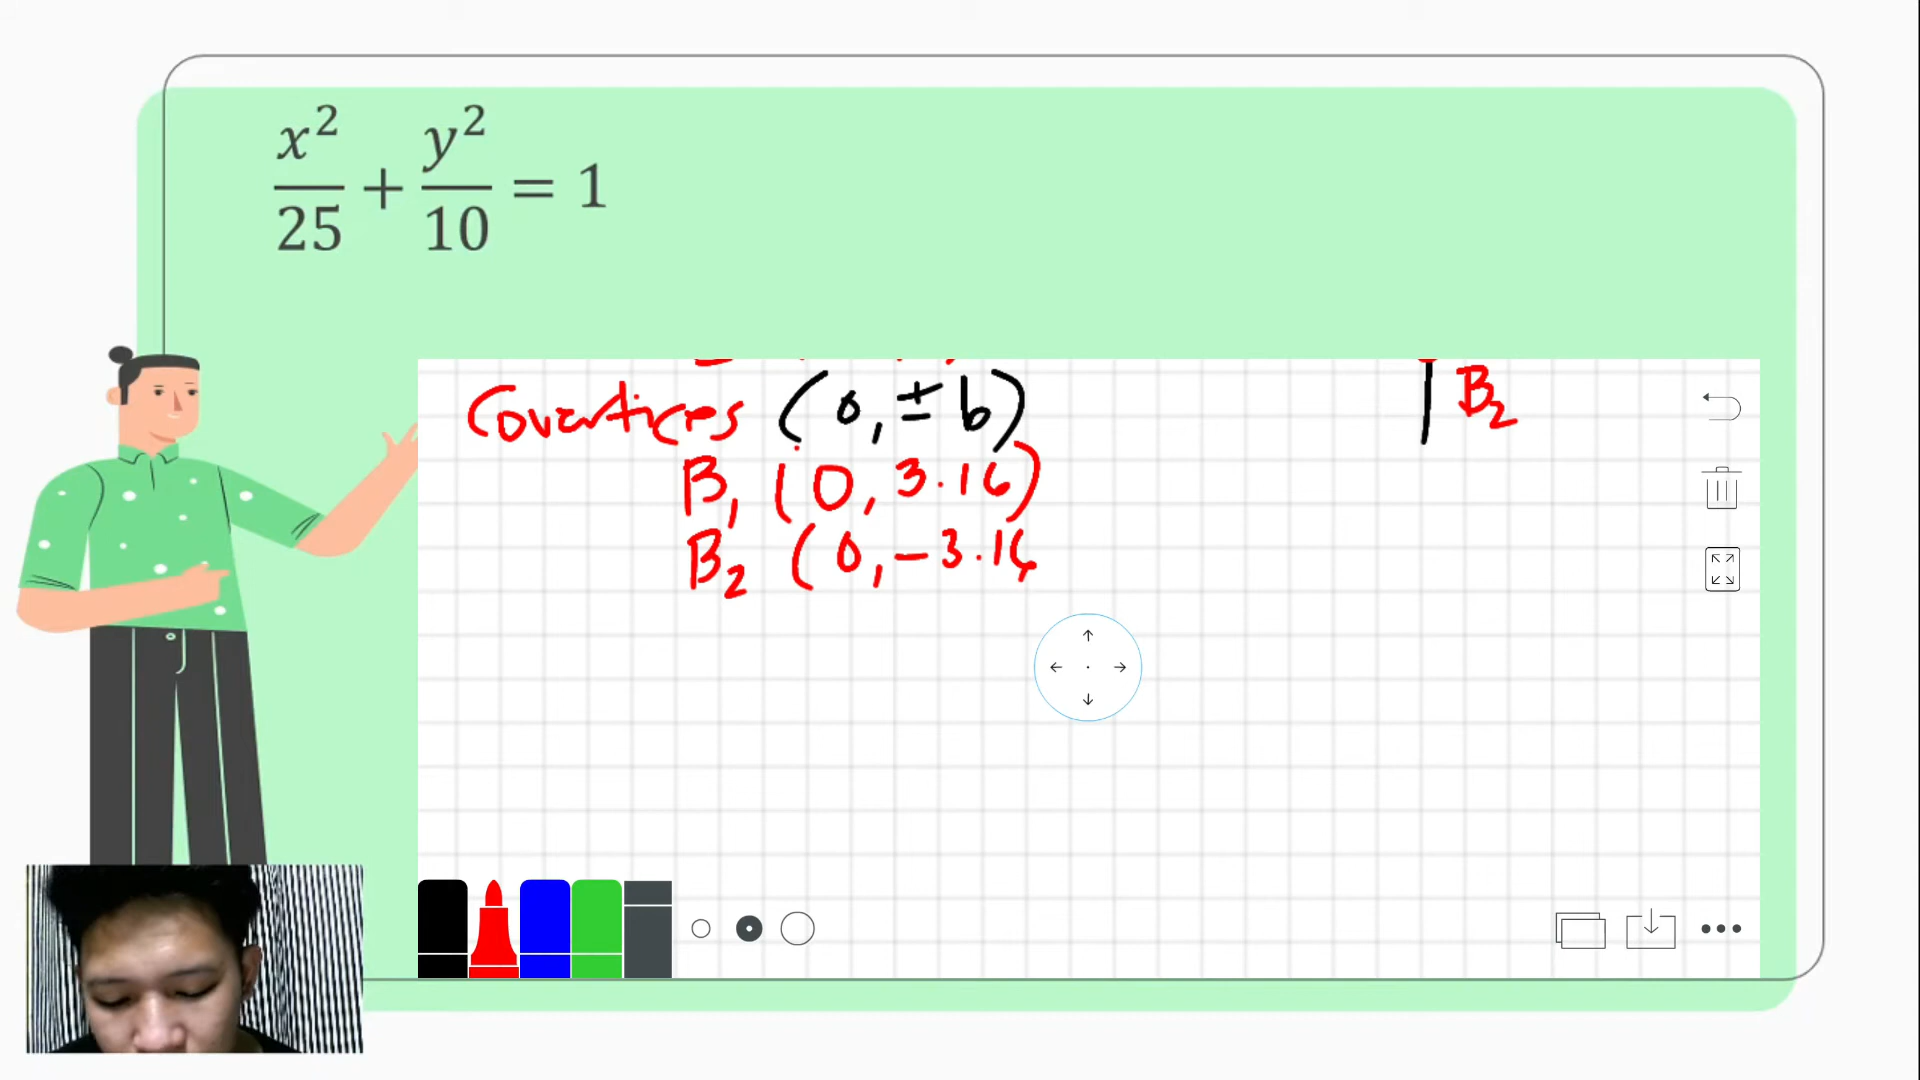 x²/25 + y²/10 = 1
Covertices (0, ± b)
B₂
B₁ (0, 3.16)
B₂ (0, -3.16